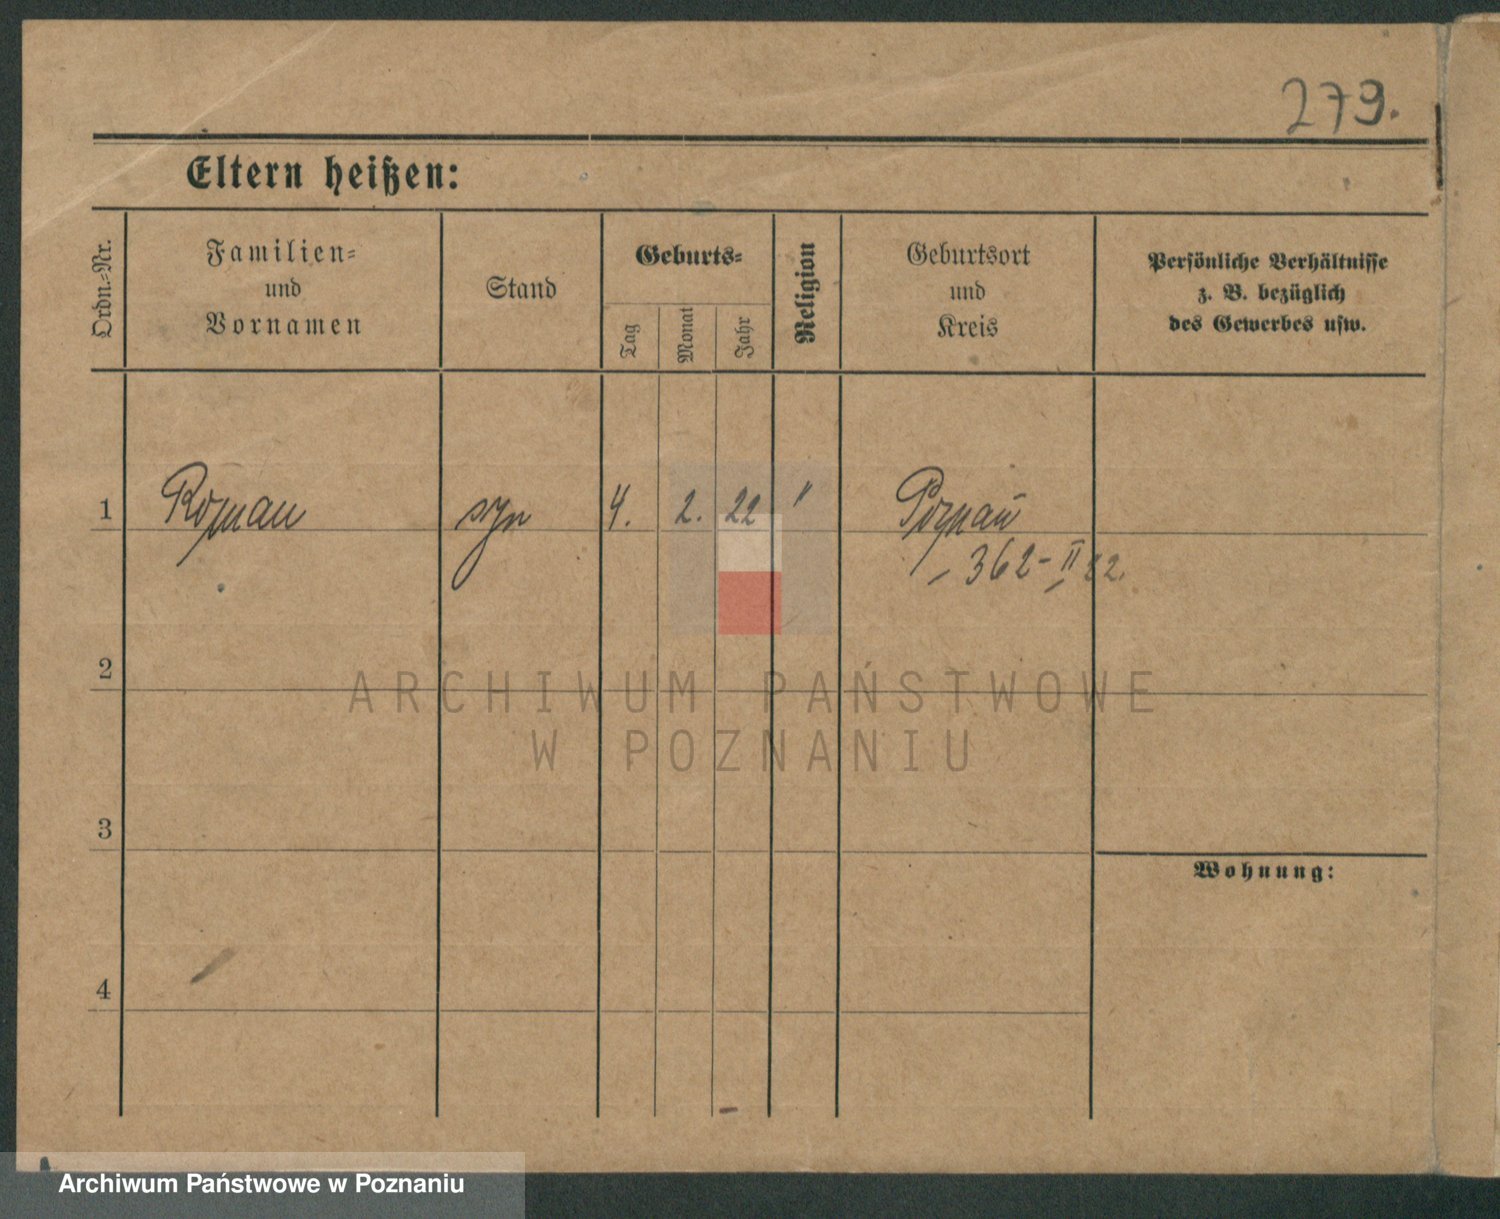 279.
Eltern heißen:
Ordn.-Nr.
Familien-
und
Vornamen
Stand
Geburts-
Tag
Monat
Jahr
Religion
Geburtsort
und
Kreis
Persönliche Verhältnisse
z. B. bezüglich
des Gewerbes usw.
1 Roman syn 4. 2. 22 " Poznań
- 362 - II 22.
2
ARCHIWUM PAŃSTWOWE
W POZNANIU
3
Wohnung:
4
Archiwum Państwowe w Poznaniu